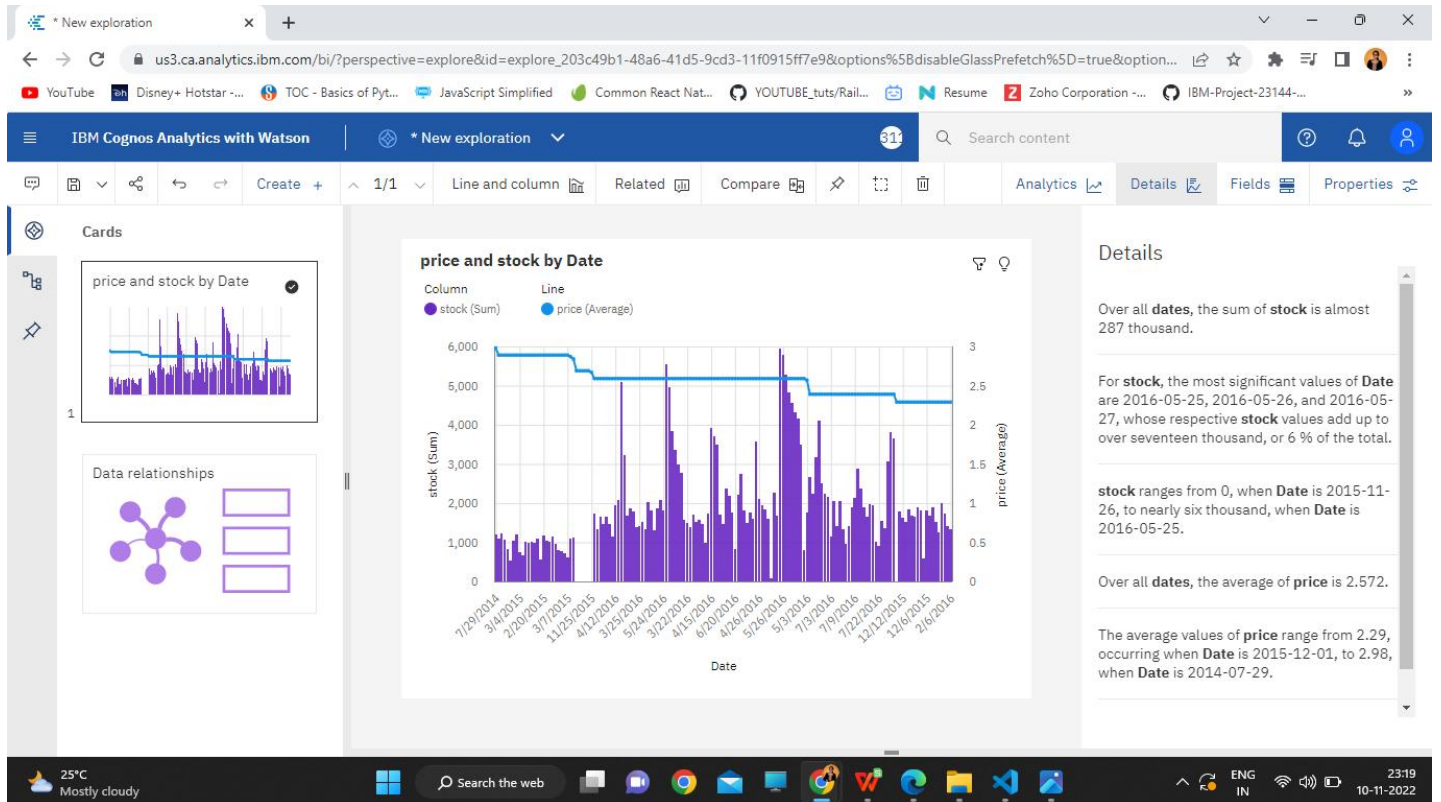 * New exploration
us3.ca.analytics.ibm.com/bi/?perspective=explore&id=explore_203c49b1-48a6-41d5-9cd3-11f0915ff7e9&options%5BdisableGlassPrefetch%5D=true&option...
YouTube Disney+ Hotstar -... TOC - Basics of Pyt... JavaScript Simplified Common React Nat... YOUTUBE_tuts/Rail... Resume Zoho Corporation -... IBM-Project-23144-... »
IBM Cognos Analytics with Watson * New exploration Search content
Create + 1/1 Line and column Related Compare Analytics Details Fields Properties
Cards
price and stock by Date
1
Data relationships
price and stock by Date
Column Line
stock (Sum) price (Average)
6,000
5,000
4,000
3,000
2,000
1,000
0
stock (Sum)
3
2.5
2
1.5
1
0.5
0
price (Average)
7/29/2014
3/4/2015
2/20/2015
3/7/2015
11/25/2015
4/12/2016
3/25/2016
5/24/2016
3/22/2016
4/15/2016
6/20/2016
4/26/2016
5/26/2016
5/3/2016
7/3/2016
7/9/2016
7/22/2016
12/12/2015
12/6/2015
2/6/2016
Date
Details
Over all dates, the sum of stock is almost
287 thousand.
For stock, the most significant values of Date
are 2016-05-25, 2016-05-26, and 2016-05-
27, whose respective stock values add up to
over seventeen thousand, or 6 % of the total.
stock ranges from 0, when Date is 2015-11-
26, to nearly six thousand, when Date is
2016-05-25.
Over all dates, the average of price is 2.572.
The average values of price range from 2.29,
occurring when Date is 2015-12-01, to 2.98,
when Date is 2014-07-29.
25°C
Mostly cloudy
Search the web
ENG
IN
23:19
10-11-2022